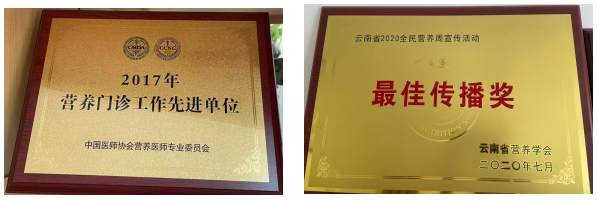 CMDA
CCNC
2017年
营养门诊工作先进单位
中国医师协会营养医师专业委员会
云南省2020全民营养周宣传活动
最佳传播奖
云南省营养学会
二〇二〇年七月